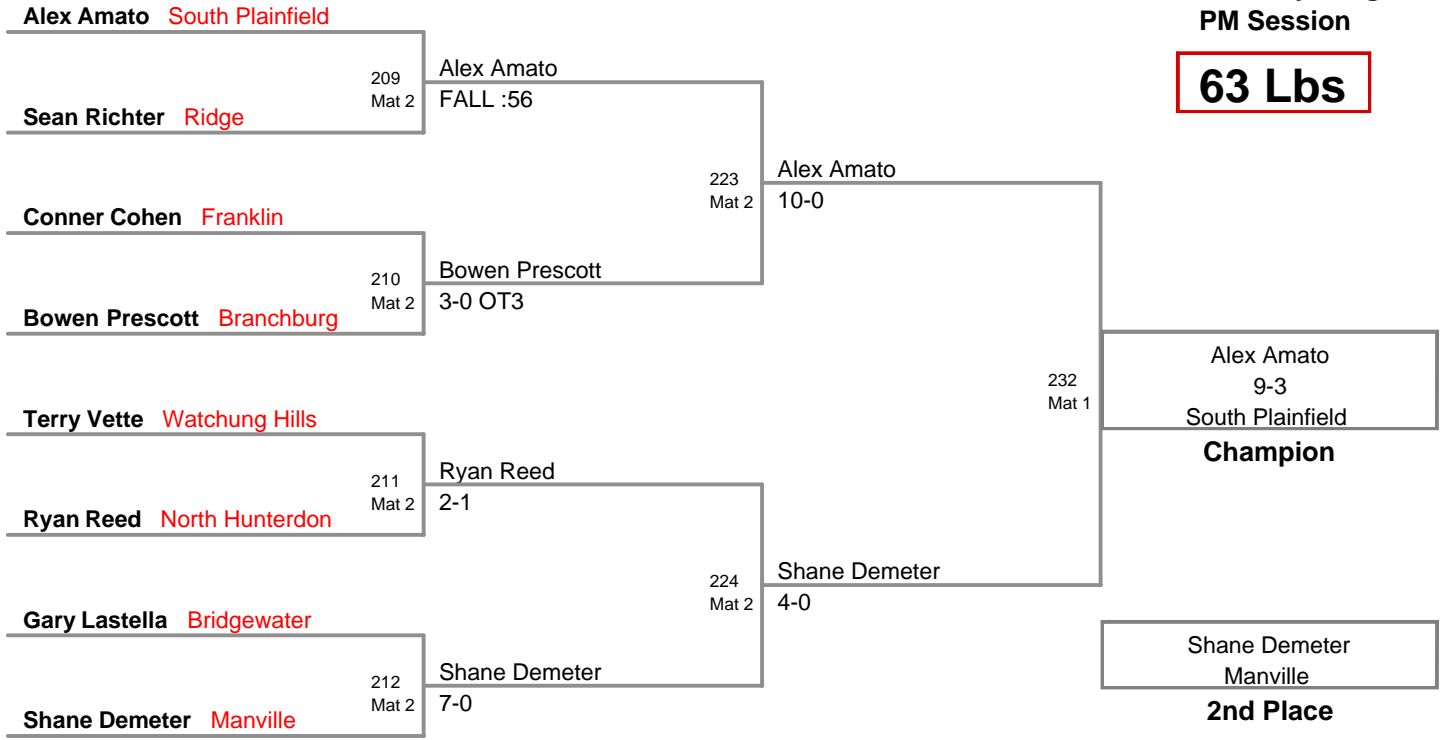 Alex Amato South Plainfield
PM Session
63 Lbs
209
Mat 2
Alex Amato
FALL :56
Sean Richter Ridge
223
Mat 2
Alex Amato
10-0
Conner Cohen Franklin
210
Mat 2
Bowen Prescott
3-0 OT3
Bowen Prescott Branchburg
232
Mat 1
Alex Amato
9-3
South Plainfield
Champion
Terry Vette Watchung Hills
211
Mat 2
Ryan Reed
2-1
Ryan Reed North Hunterdon
224
Mat 2
Shane Demeter
4-0
Gary Lastella Bridgewater
212
Mat 2
Shane Demeter
7-0
Shane Demeter Manville
Shane Demeter
Manville
2nd Place